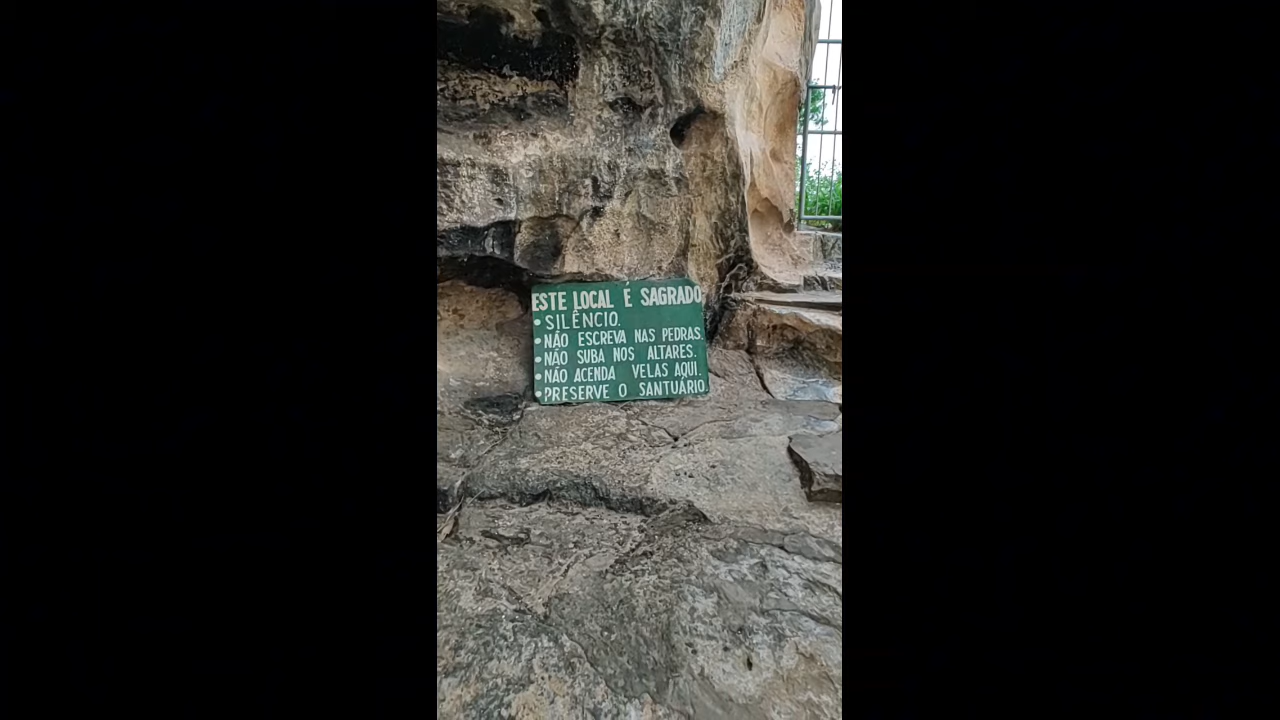 ESTE LOCAL É SAGRADO
• SILÊNCIO.
• NÃO ESCREVA NAS PEDRAS.
• NÃO SUBA NOS ALTARES.
• NÃO ACENDA VELAS AQUI.
• PRESERVE O SANTUÁRIO.